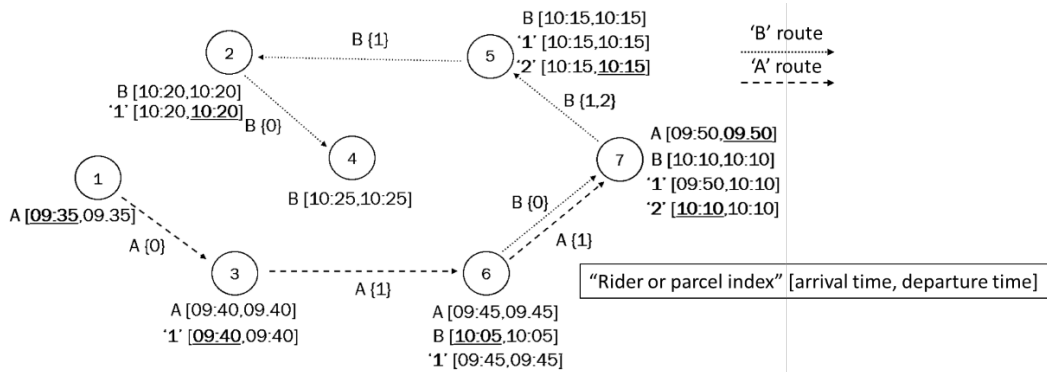 B {1}
B [10:15,10:15]
'1' [10:15,10:15]
'2' [10:15,10:15]
'B' route
'A' route
2
5
B [10:20,10:20]
'1' [10:20,10:20]
B {0}
B {1,2}
4
B [10:25,10:25]
7
A [09:50,09.50]
B [10:10,10:10]
'1' [09:50,10:10]
'2' [10:10,10:10]
1
A [09:35,09.35]
A {0}
B {0}
A {1}
3
A {1}
6
A [09:40,09.40]
'1' [09:40,09:40]
A [09:45,09.45]
B [10:05,10:05]
'1' [09:45,09:45]
“Rider or parcel index” [arrival time, departure time]